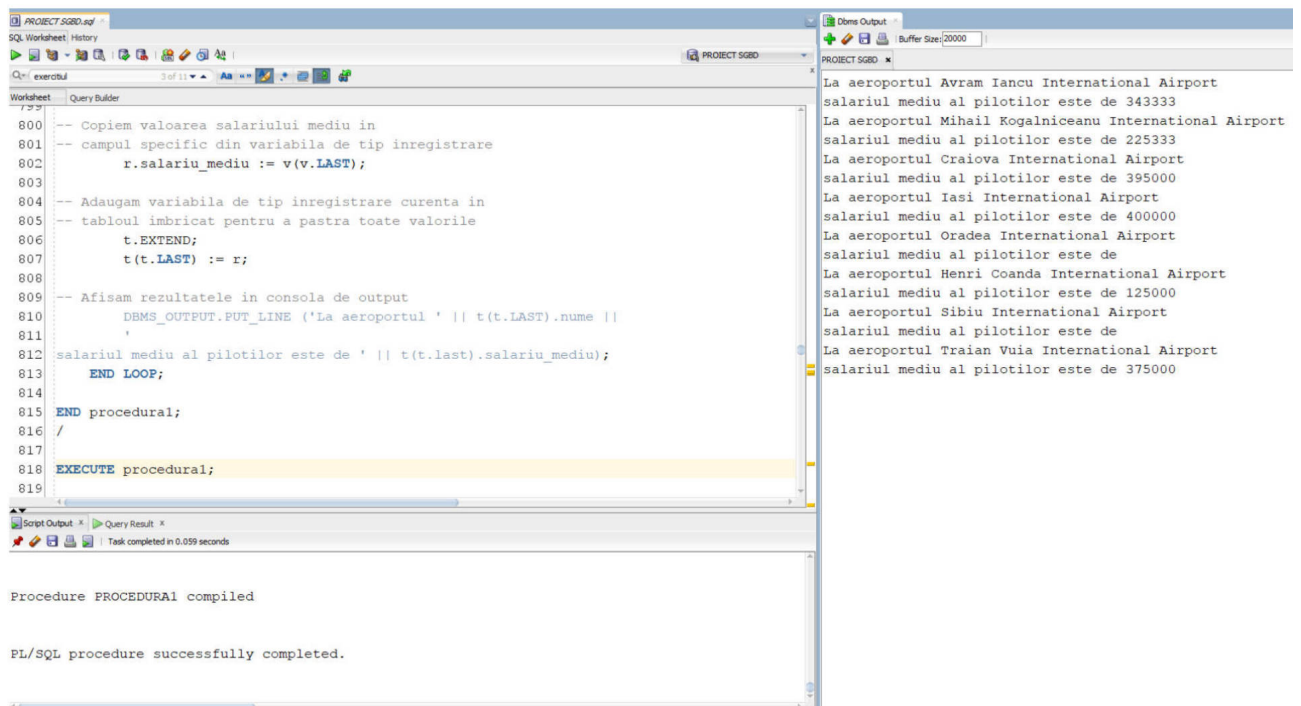 PROIECT SGBD.sql
SQL Worksheet History
PROIECT SGBD
exercitiul
3 of 11
Aa
Worksheet Query Builder
799
800 -- Copiem valoarea salariului mediu in
801 -- campul specific din variabila de tip inregistrare
802 r.salariu_mediu := v(v.LAST);
803
804 -- Adaugam variabila de tip inregistrare curenta in
805 -- tabloul imbricat pentru a pastra toate valorile
806 t.EXTEND;
807 t(t.LAST) := r;
808
809 -- Afisam rezultatele in consola de output
810 DBMS_OUTPUT.PUT_LINE ('La aeroportul ' || t(t.LAST).nume ||
811 '
812 salariul mediu al pilotilor este de ' || t(t.last).salariu_mediu);
813 END LOOP;
814
815 END procedura1;
816 /
817
818 EXECUTE procedura1;
819
Script Output x Query Result x
Task completed in 0.059 seconds
Procedure PROCEDURA1 compiled
PL/SQL procedure successfully completed.
Dbms Output
Buffer Size: 20000
PROIECT SGBD x
La aeroportul Avram Iancu International Airport
salariul mediu al pilotilor este de 343333
La aeroportul Mihail Kogalniceanu International Airport
salariul mediu al pilotilor este de 225333
La aeroportul Craiova International Airport
salariul mediu al pilotilor este de 395000
La aeroportul Iasi International Airport
salariul mediu al pilotilor este de 400000
La aeroportul Oradea International Airport
salariul mediu al pilotilor este de
La aeroportul Henri Coanda International Airport
salariul mediu al pilotilor este de 125000
La aeroportul Sibiu International Airport
salariul mediu al pilotilor este de
La aeroportul Traian Vuia International Airport
salariul mediu al pilotilor este de 375000